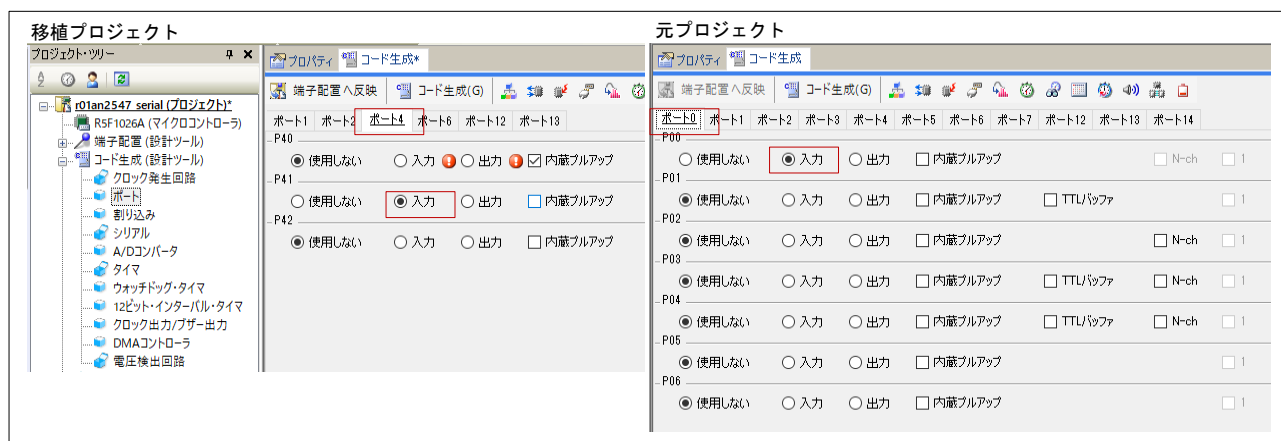 移植プロジェクト
プロジェクト・ツリー
r01an2547_serial (プロジェクト)*
R5F1026A (マイクロコントローラ)
端子配置 (設計ツール)
コード生成 (設計ツール)
クロック発生回路
ポート
割り込み
シリアル
A/Dコンバータ
タイマ
ウォッチドッグ・タイマ
12ビット・インターバル・タイマ
クロック出力/ブザー出力
DMAコントローラ
電圧検出回路
プロパティ コード生成*
端子配置へ反映 コード生成(G)
ポート1 ポート2 ポート4 ポート6 ポート12 ポート13
P40
使用しない 入力 出力 内蔵プルアップ
P41
使用しない 入力 出力 内蔵プルアップ
P42
使用しない 入力 出力 内蔵プルアップ
元プロジェクト
プロパティ コード生成
端子配置へ反映 コード生成(G)
ポート0 ポート1 ポート2 ポート3 ポート4 ポート5 ポート6 ポート7 ポート12 ポート13 ポート14
P00
使用しない 入力 出力 内蔵プルアップ N-ch 1
P01
使用しない 入力 出力 内蔵プルアップ TTLバッファ 1
P02
使用しない 入力 出力 内蔵プルアップ N-ch 1
P03
使用しない 入力 出力 内蔵プルアップ TTLバッファ N-ch 1
P04
使用しない 入力 出力 内蔵プルアップ TTLバッファ N-ch 1
P05
使用しない 入力 出力 内蔵プルアップ 1
P06
使用しない 入力 出力 内蔵プルアップ 1